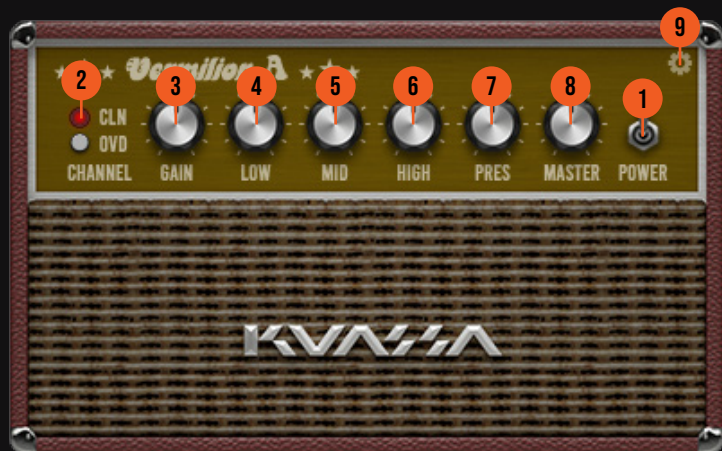 9
2 3 4 5 6 7 8 1
Vermilion A
CLN
OVD
CHANNEL GAIN LOW MID HIGH PRES MASTER POWER
KVASSA